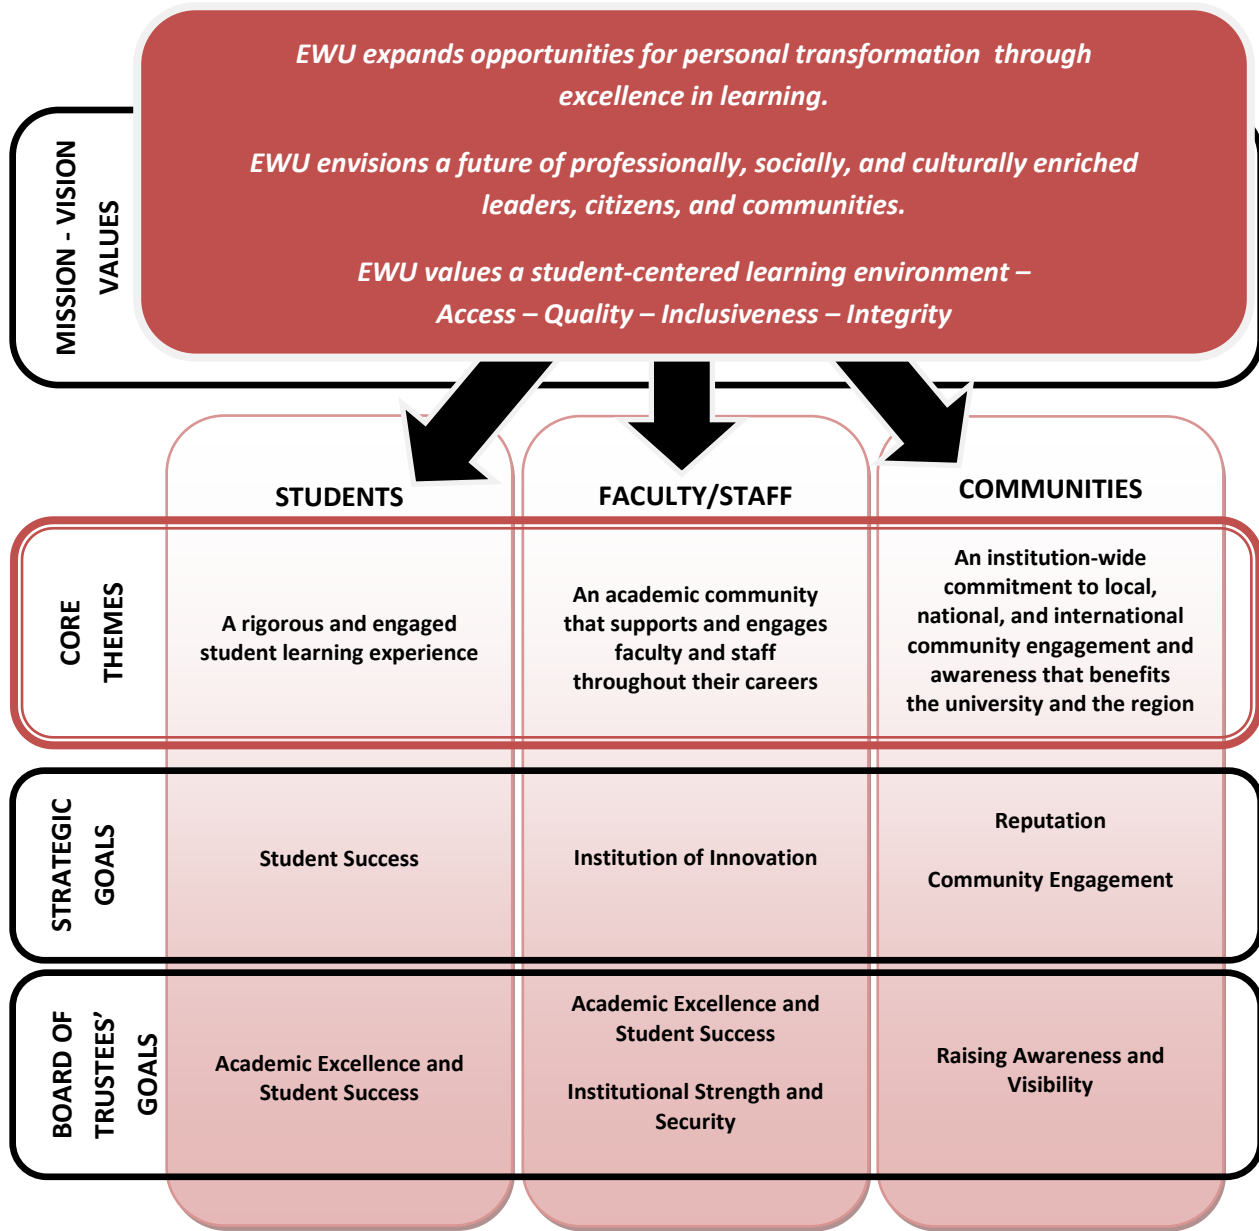 EWU expands opportunities for personal transformation through
excellence in learning.
EWU envisions a future of professionally, socially, and culturally enriched
leaders, citizens, and communities.
EWU values a student-centered learning environment –
Access – Quality – Inclusiveness – Integrity
MISSION - VISION
VALUES
STUDENTS
FACULTY/STAFF
COMMUNITIES
CORE
THEMES
A rigorous and engaged
student learning experience
An academic community
that supports and engages
faculty and staff
throughout their careers
An institution-wide
commitment to local,
national, and international
community engagement and
awareness that benefits
the university and the region
STRATEGIC
GOALS
Student Success
Institution of Innovation
Reputation
Community Engagement
BOARD OF
TRUSTEES’
GOALS
Academic Excellence and
Student Success
Academic Excellence and
Student Success
Institutional Strength and
Security
Raising Awareness and
Visibility